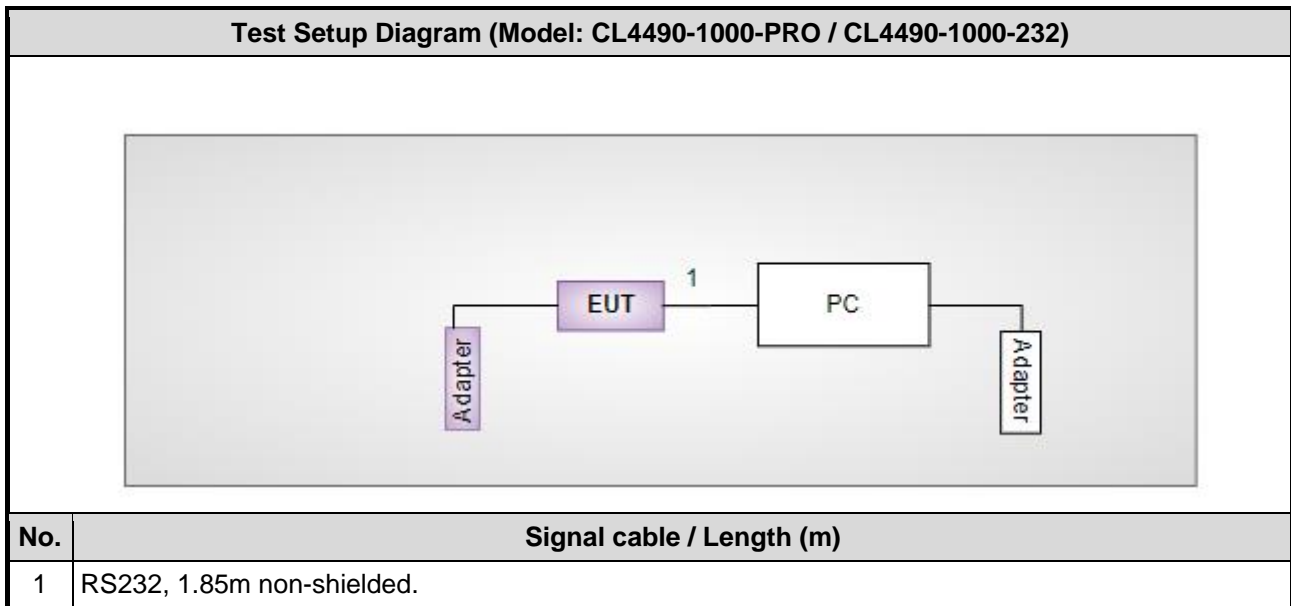 Test Setup Diagram (Model: CL4490-1000-PRO / CL4490-1000-232)
1
EUT
PC
Adapter
Adapter
No.
Signal cable / Length (m)
1
RS232, 1.85m non-shielded.